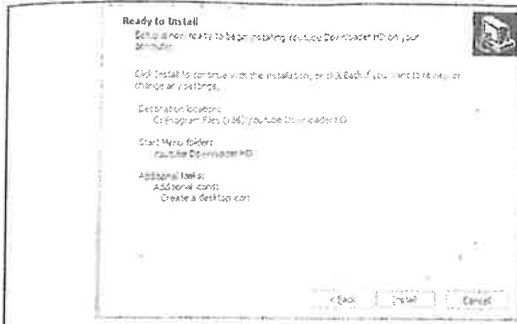 Ready to Install
Setup is now ready to begin installing Youtube Downloader HD on your
computer.
Click Install to continue with the installation, or click Back if you want to review or
change any settings.
Destination location:
C:\Program Files (x86)\Youtube Downloader HD
Start Menu folder:
Youtube Downloader HD
Additional tasks:
Additional icons:
Create a desktop icon
< Back
Install
Cancel